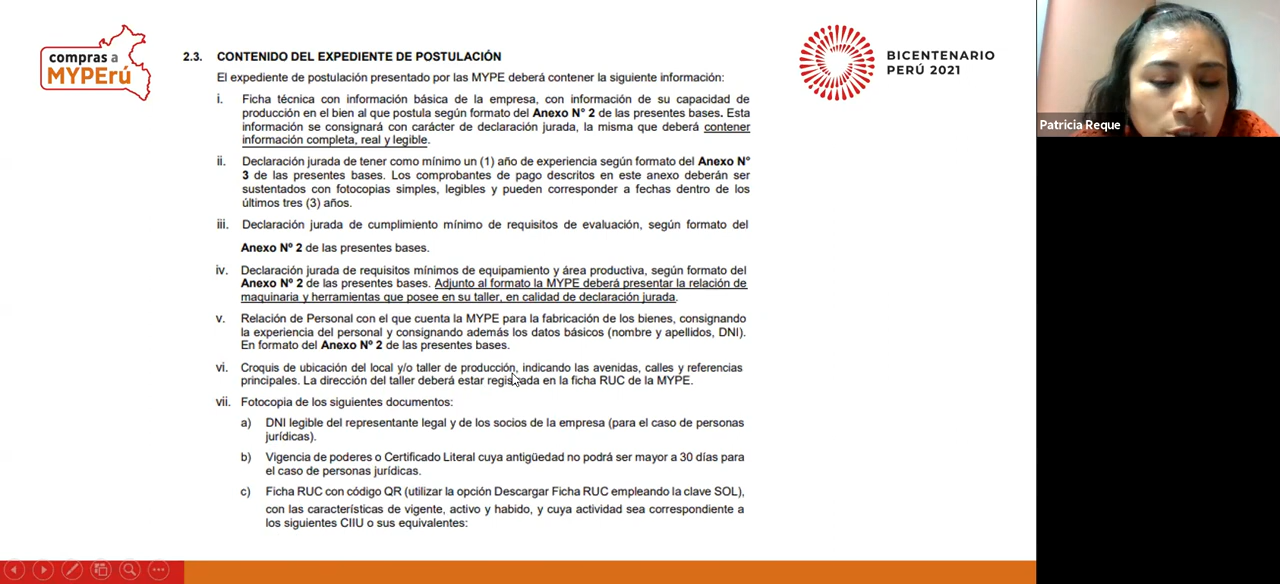 compras a
MYPErú
2.3. CONTENIDO DEL EXPEDIENTE DE POSTULACIÓN
El expediente de postulación presentado por las MYPE deberá contener la siguiente información:
i. Ficha técnica con información básica de la empresa, con información de su capacidad de
producción en el bien al que postula según formato del Anexo N° 2 de las presentes bases. Esta
información se consignará con carácter de declaración jurada, la misma que deberá contener
información completa, real y legible.
ii. Declaración jurada de tener como mínimo un (1) año de experiencia según formato del Anexo N°
3 de las presentes bases. Los comprobantes de pago descritos en este anexo deberán ser
sustentados con fotocopias simples, legibles y pueden corresponder a fechas dentro de los
últimos tres (3) años.
iii. Declaración jurada de cumplimiento mínimo de requisitos de evaluación, según formato del
Anexo Nº 2 de las presentes bases.
iv. Declaración jurada de requisitos mínimos de equipamiento y área productiva, según formato del
Anexo Nº 2 de las presentes bases. Adjunto al formato la MYPE deberá presentar la relación de
maquinaria y herramientas que posee en su taller, en calidad de declaración jurada.
v. Relación de Personal con el que cuenta la MYPE para la fabricación de los bienes, consignando
la experiencia del personal y consignando además los datos básicos (nombre y apellidos, DNI).
En formato del Anexo Nº 2 de las presentes bases.
vi. Croquis de ubicación del local y/o taller de producción, indicando las avenidas, calles y referencias
principales. La dirección del taller deberá estar registrada en la ficha RUC de la MYPE.
vii. Fotocopia de los siguientes documentos:
a) DNI legible del representante legal y de los socios de la empresa (para el caso de personas
jurídicas).
b) Vigencia de poderes o Certificado Literal cuya antigüedad no podrá ser mayor a 30 días para
el caso de personas jurídicas.
c) Ficha RUC con código QR (utilizar la opción Descargar Ficha RUC empleando la clave SOL),
con las características de vigente, activo y habido, y cuya actividad sea correspondiente a
los siguientes CIIU o sus equivalentes:
BICENTENARIO
PERÚ 2021
Patricia Reque